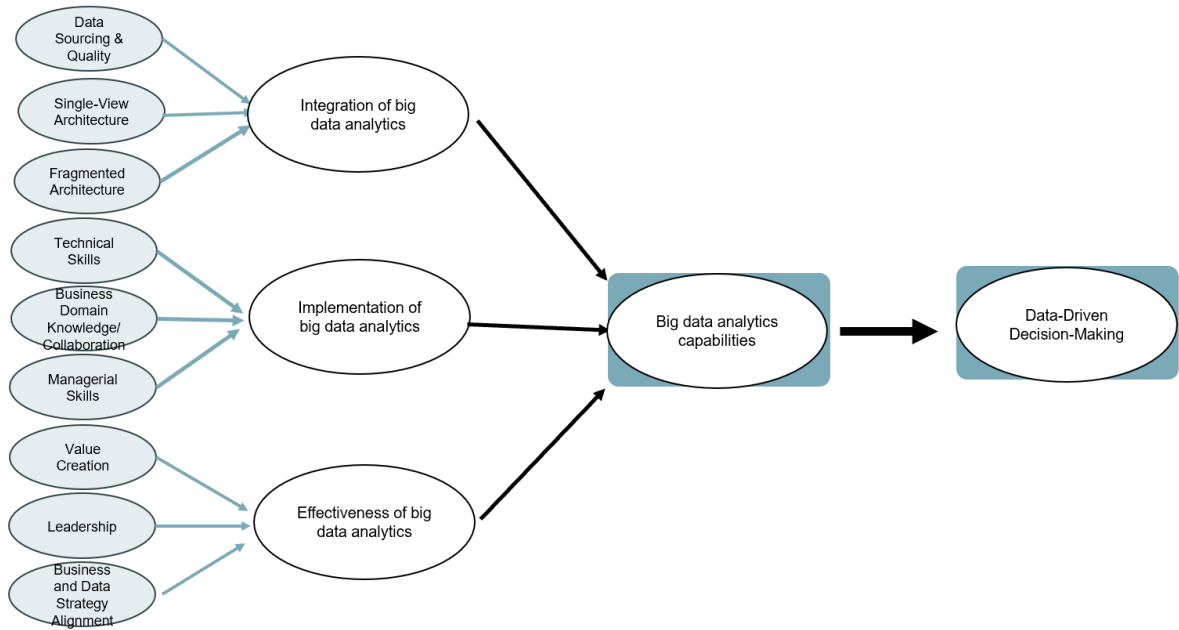 Data
Sourcing &
Quality
Single-View
Architecture
Fragmented
Architecture
Technical
Skills
Business
Domain
Knowledge/
Collaboration
Managerial
Skills
Value
Creation
Leadership
Business
and Data
Strategy
Alignment
Integration of big
data analytics
Implementation of
big data analytics
Effectiveness of big
data analytics
Big data analytics
capabilities
Data-Driven
Decision-Making